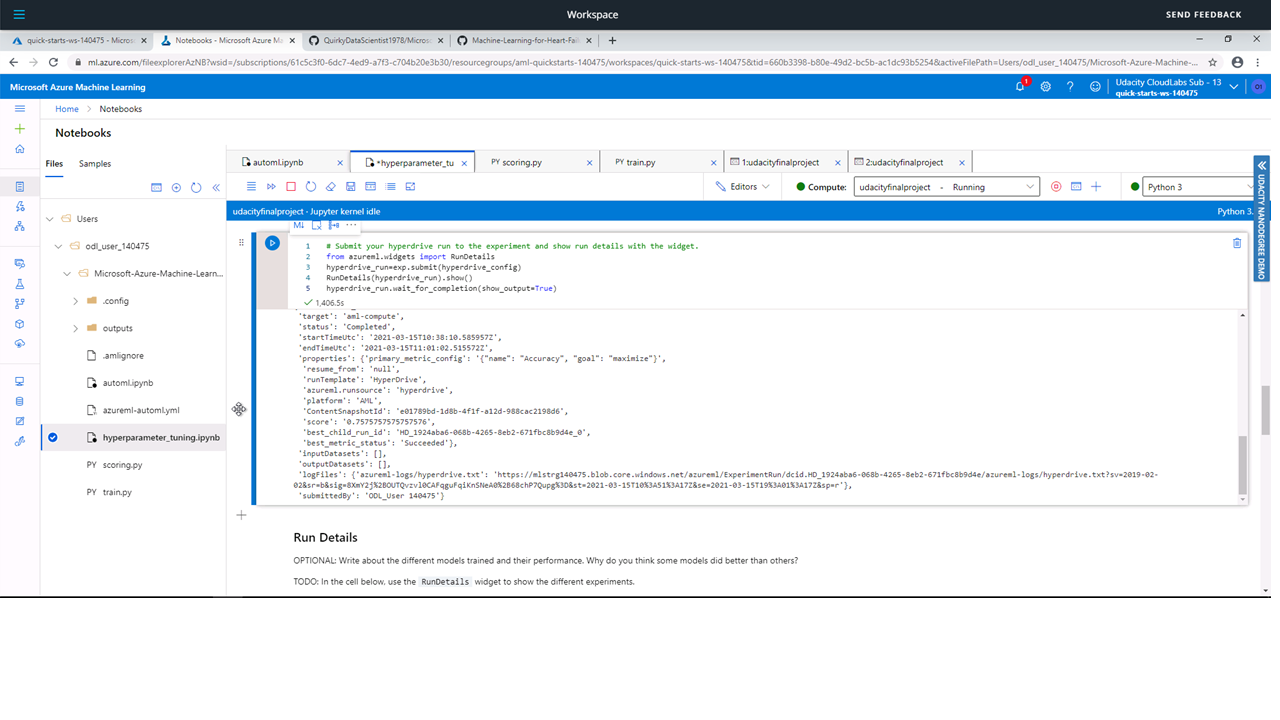 Workspace
SEND FEEDBACK
quick-starts-ws-140475 - Micros
Notebooks - Microsoft Azure Ma
QuirkyDataScientist1978/Microso
Machine-Learning-for-Heart-Fail
ml.azure.com/fileexplorerAzNB?wsid=/subscriptions/61c5c3f0-6dc7-4ed9-a7f3-c704b20e3b30/resourcegroups/aml-quickstarts-140475/workspaces/quick-starts-ws-140475&tid=660b3398-b80e-49d2-bc5b-ac1dc93b5254&activeFilePath=Users/odl_user_140475/Microsoft-Azure-Machine-...
Microsoft Azure Machine Learning
1
Udacity CloudLabs Sub - 13
quick-starts-ws-140475
O1
Home > Notebooks
Notebooks
Files Samples
automl.ipynb
*hyperparameter_tu
PY scoring.py
PY train.py
1:udacityfinalproject
2:udacityfinalproject
Editors
Compute: udacityfinalproject - Running
Python 3
udacityfinalproject · Jupyter kernel idle
Python 3.
Users
odl_user_140475
Microsoft-Azure-Machine-Learn...
.config
outputs
.amlignore
automl.ipynb
azureml-automl.yml
hyperparameter_tuning.ipynb
PY scoring.py
PY train.py
M↓
1 # Submit your hyperdrive run to the experiment and show run details with the widget.
2 from azureml.widgets import RunDetails
3 hyperdrive_run=exp.submit(hyperdrive_config)
4 RunDetails(hyperdrive_run).show()
5 hyperdrive_run.wait_for_completion(show_output=True)
1,406.5s
'target': 'aml-compute',
'status': 'Completed',
'startTimeUtc': '2021-03-15T10:38:10.585957Z',
'endTimeUtc': '2021-03-15T11:01:02.515572Z',
'properties': {'primary_metric_config': '{"name": "Accuracy", "goal": "maximize"}',
'resume_from': 'null',
'runTemplate': 'HyperDrive',
'azureml.runsource': 'hyperdrive',
'platform': 'AML',
'ContentSnapshotId': 'e01789bd-1d8b-4f1f-a12d-988cac2198d6',
'score': '0.7575757575757576',
'best_child_run_id': 'HD_1924aba6-068b-4265-8eb2-671fbc8b9d4e_0',
'best_metric_status': 'Succeeded'},
'inputDatasets': [],
'outputDatasets': [],
'logFiles': {'azureml-logs/hyperdrive.txt': 'https://mlstrg140475.blob.core.windows.net/azureml/ExperimentRun/dcid.HD_1924aba6-068b-4265-8eb2-671fbc8b9d4e/azureml-logs/hyperdrive.txt?sv=2019-02-
02&sr=b&sig=8XmY2j%2BOUTQvzvl0CAFqguFqiKnSNeA0%2B68chP7Qupg%3D&st=2021-03-15T10%3A51%3A17Z&se=2021-03-15T19%3A01%3A17Z&sp=r'},
'submittedBy': 'ODL_User 140475'}
Run Details
OPTIONAL: Write about the different models trained and their performance. Why do you think some models did better than others?
TODO: In the cell below, use the RunDetails widget to show the different experiments.
UDACITY NANODEGREE DEMO